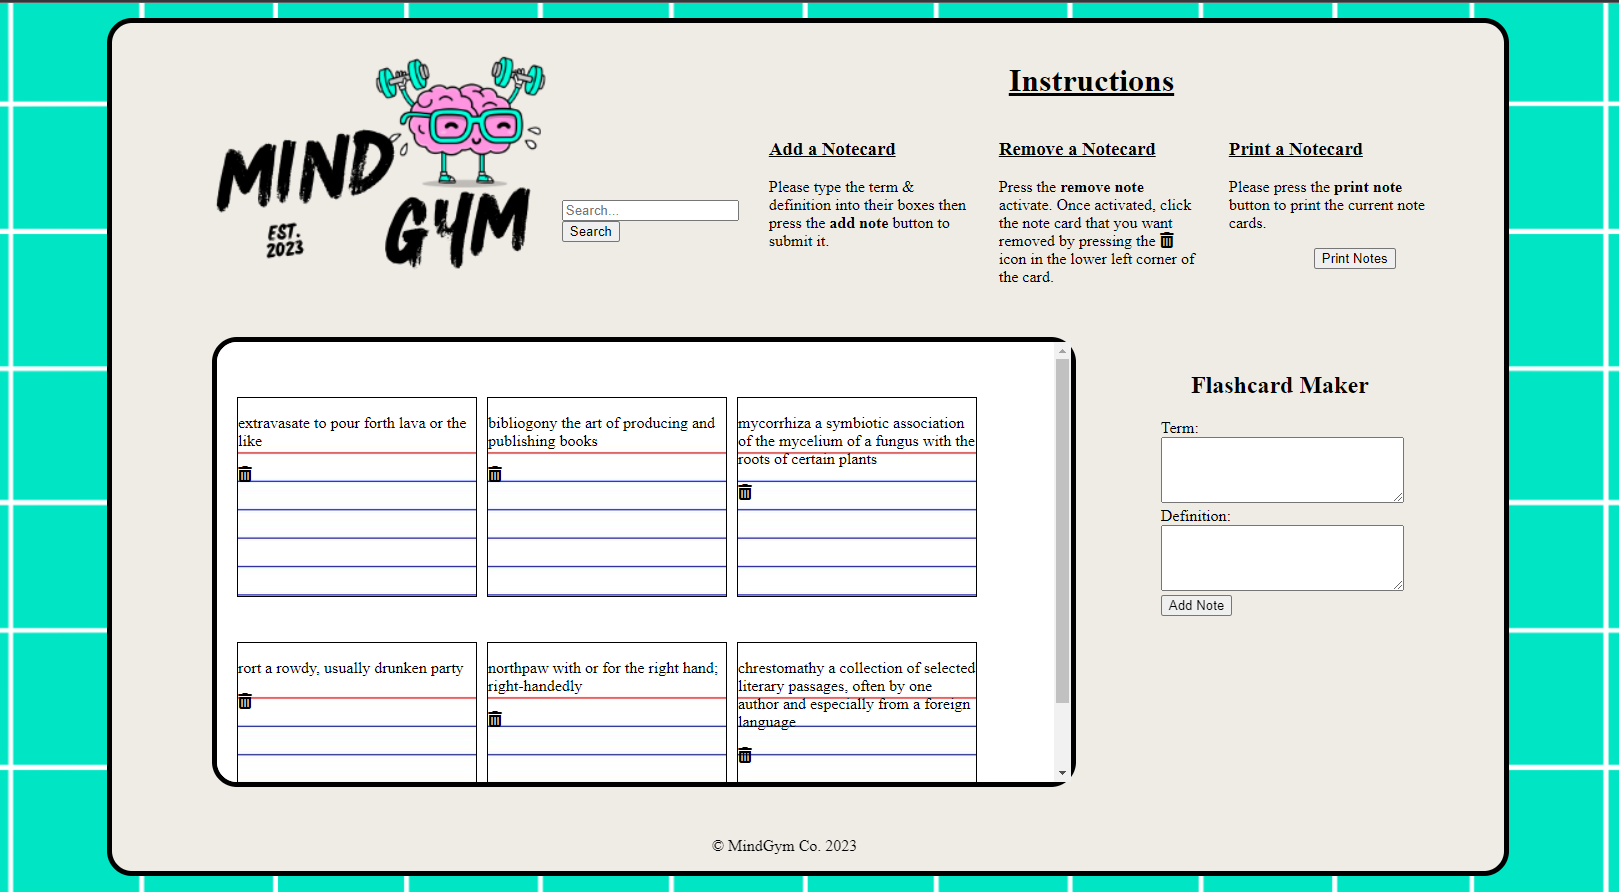 MIND
GYM
EST.
2023
Search...
Search
Instructions
Add a Notecard
Please type the term &
definition into their boxes then
press the add note button to
submit it.
Remove a Notecard
Press the remove note
activate. Once activated, click
the note card that you want
removed by pressing the
icon in the lower left corner of
the card.
Print a Notecard
Please press the print note
button to print the current note
cards.
Print Notes
extravasate to pour forth lava or the
like
bibliogony the art of producing and
publishing books
mycorrhiza a symbiotic association
of the mycelium of a fungus with the
roots of certain plants
rort a rowdy, usually drunken party
northpaw with or for the right hand;
right-handedly
chrestomathy a collection of selected
literary passages, often by one
author and especially from a foreign
language
Flashcard Maker
Term:
Definition:
Add Note
© MindGym Co. 2023